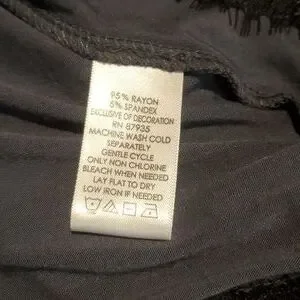 95% RAYON
5% SPANDEX
EXCLUSIVE OF DECORATION
RN 87935
MACHINE WASH COLD
SEPARATELY
GENTLE CYCLE
ONLY NON CHLORINE
BLEACH WHEN NEEDED
LAY FLAT TO DRY
LOW IRON IF NEEDED